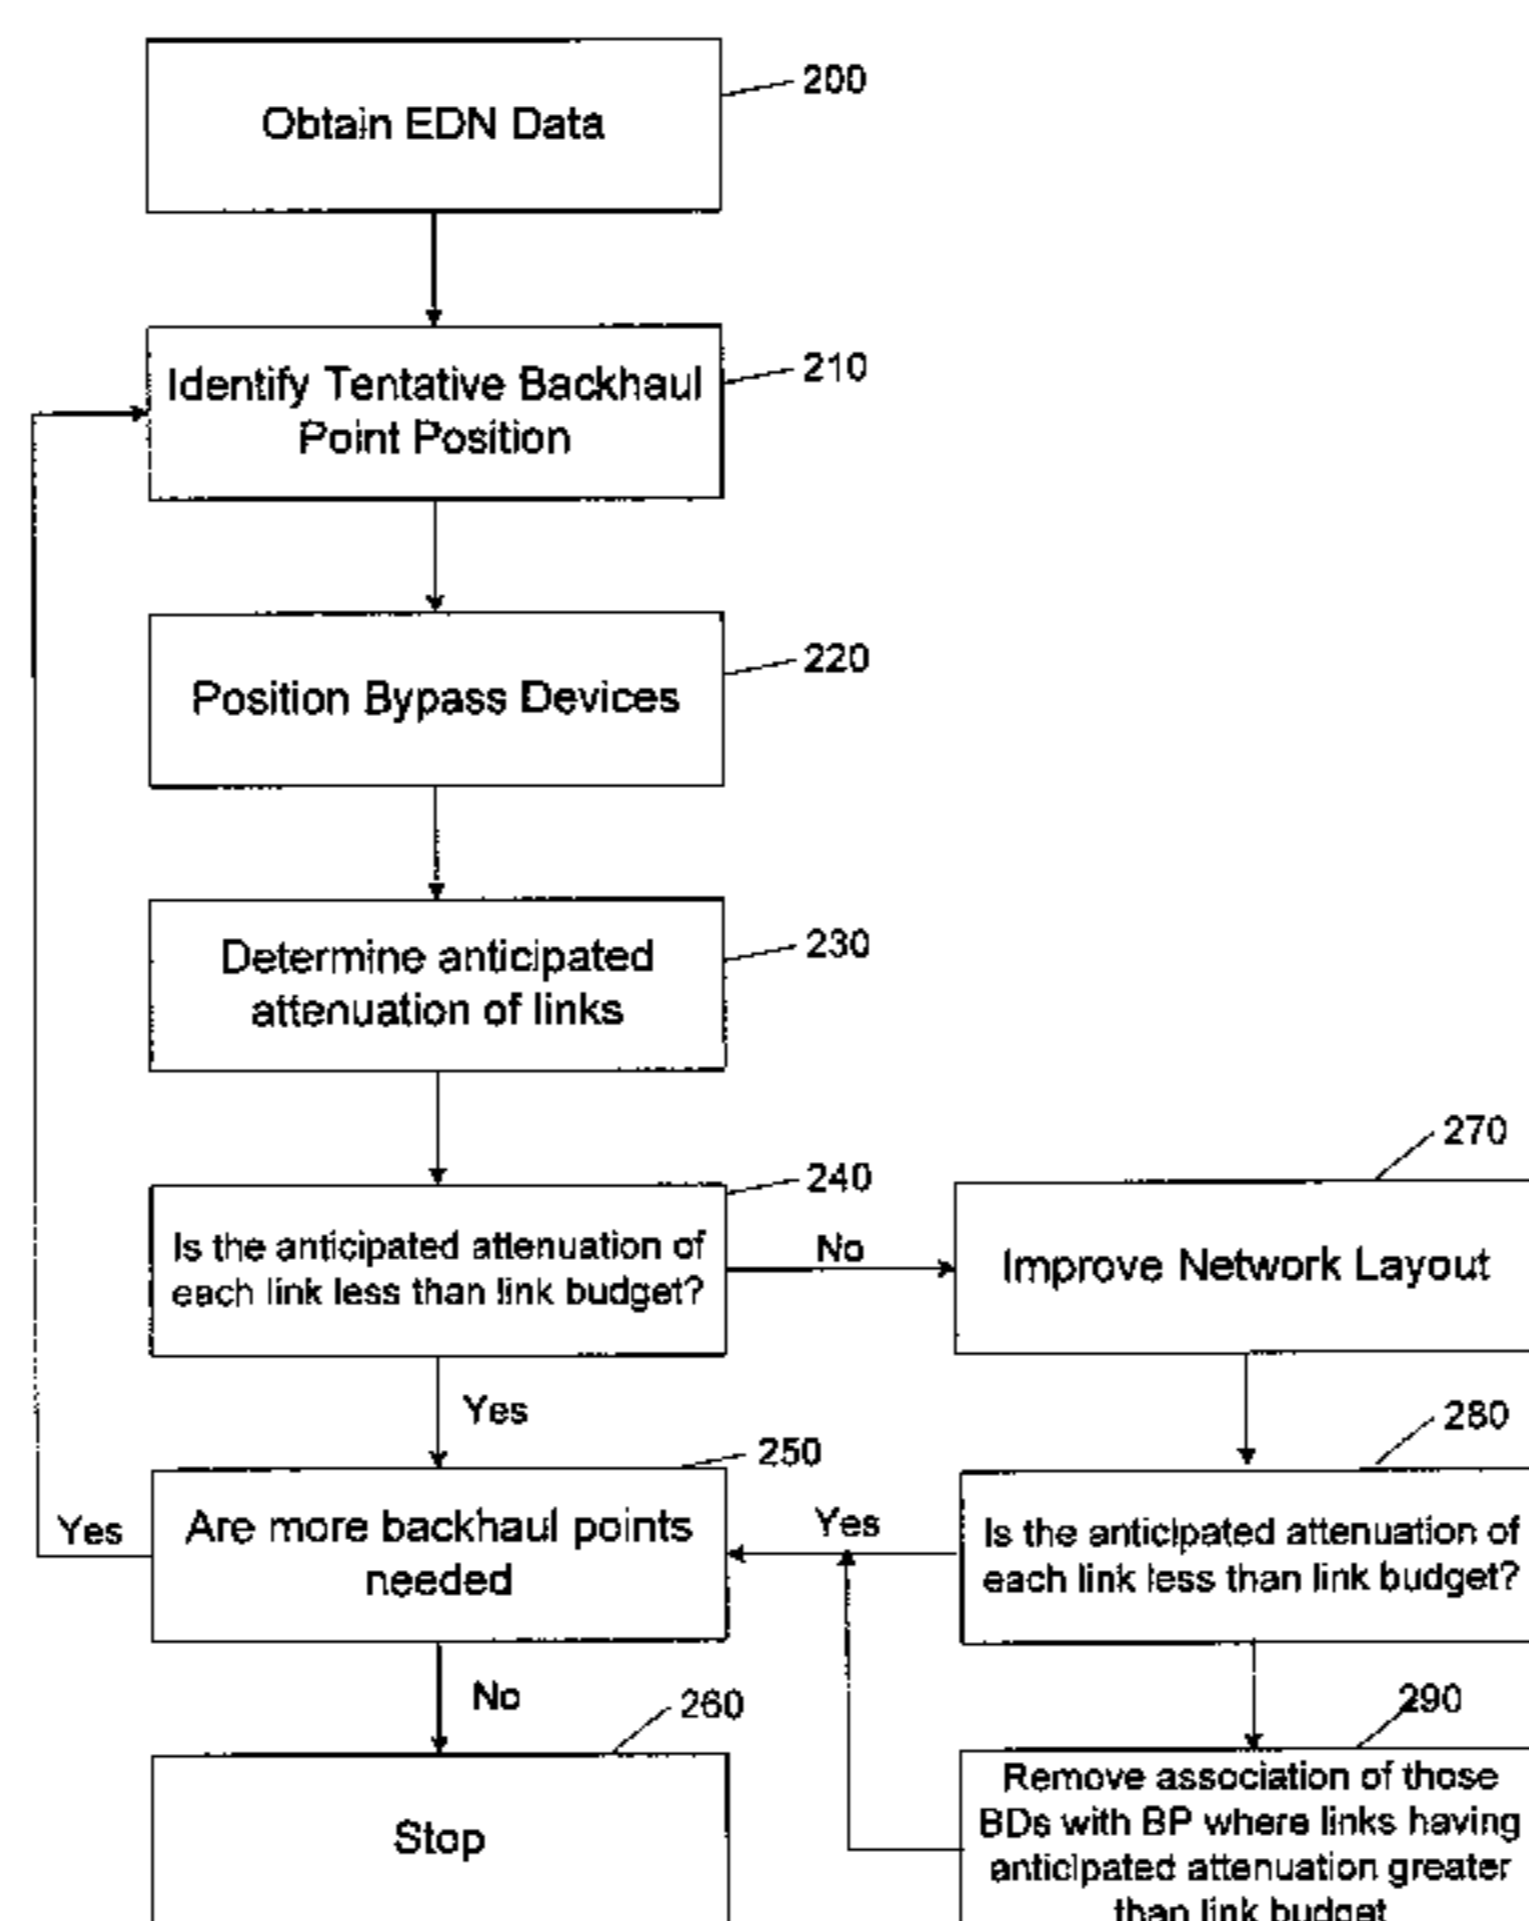 200
Obtain EDN Data
210
Identify Tentative Backhaul
Point Position
220
Position Bypass Devices
230
Determine anticipated
attenuation of links
240
Is the anticipated attenuation of
each link less than link budget?
No
270
Improve Network Layout
Yes
280
Is the anticipated attenuation of
each link less than link budget?
Yes
250
Are more backhaul points
needed
Yes
No
260
Stop
290
Remove association of those
BDs with BP where links having
anticipated attenuation greater
than link budget